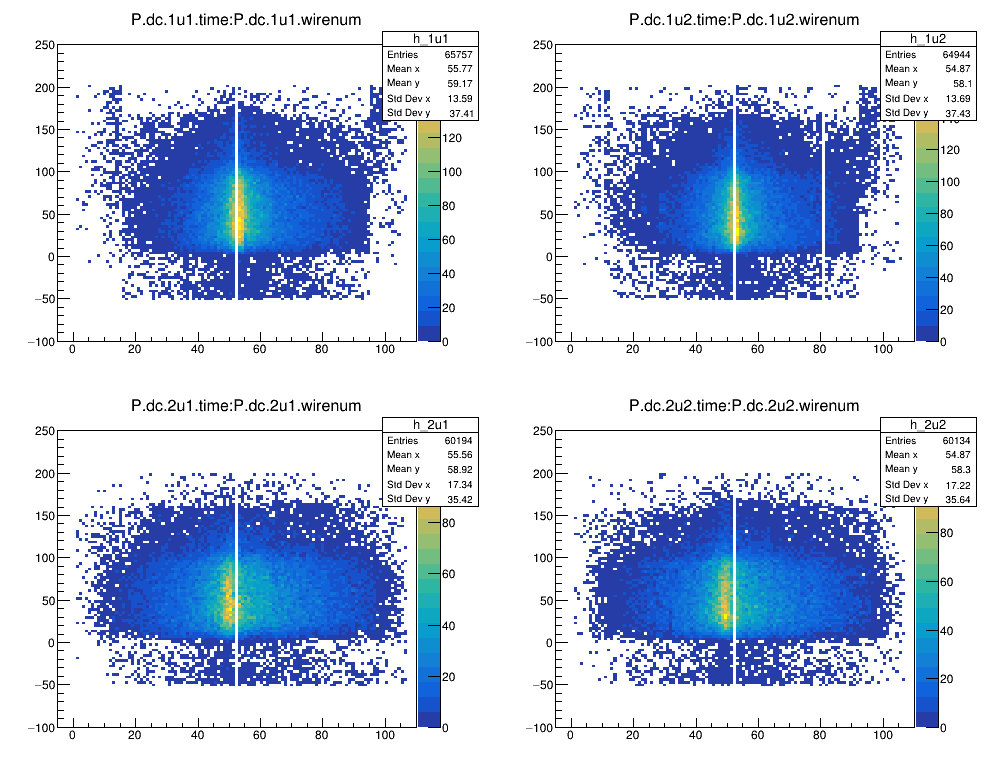 P.dc.1u1.time:P.dc.1u1.wirenum
h_1u1
Entries 65757
Mean x 55.77
Mean y 59.17
Std Dev x 13.59
Std Dev y 37.41
250
200
150
100
50
0
−50
−100
0 20 40 60 80 100
120
100
80
60
40
20
0
P.dc.1u2.time:P.dc.1u2.wirenum
h_1u2
Entries 64944
Mean x 54.87
Mean y 58.1
Std Dev x 13.69
Std Dev y 37.43
250
200
150
100
50
0
−50
−100
0 20 40 60 80 100
120
100
80
60
40
20
0
P.dc.2u1.time:P.dc.2u1.wirenum
h_2u1
Entries 60194
Mean x 55.56
Mean y 58.92
Std Dev x 17.34
Std Dev y 35.42
250
200
150
100
50
0
−50
−100
0 20 40 60 80 100
80
60
40
20
0
P.dc.2u2.time:P.dc.2u2.wirenum
h_2u2
Entries 60134
Mean x 54.87
Mean y 58.3
Std Dev x 17.22
Std Dev y 35.64
250
200
150
100
50
0
−50
−100
0 20 40 60 80 100
80
60
40
20
0